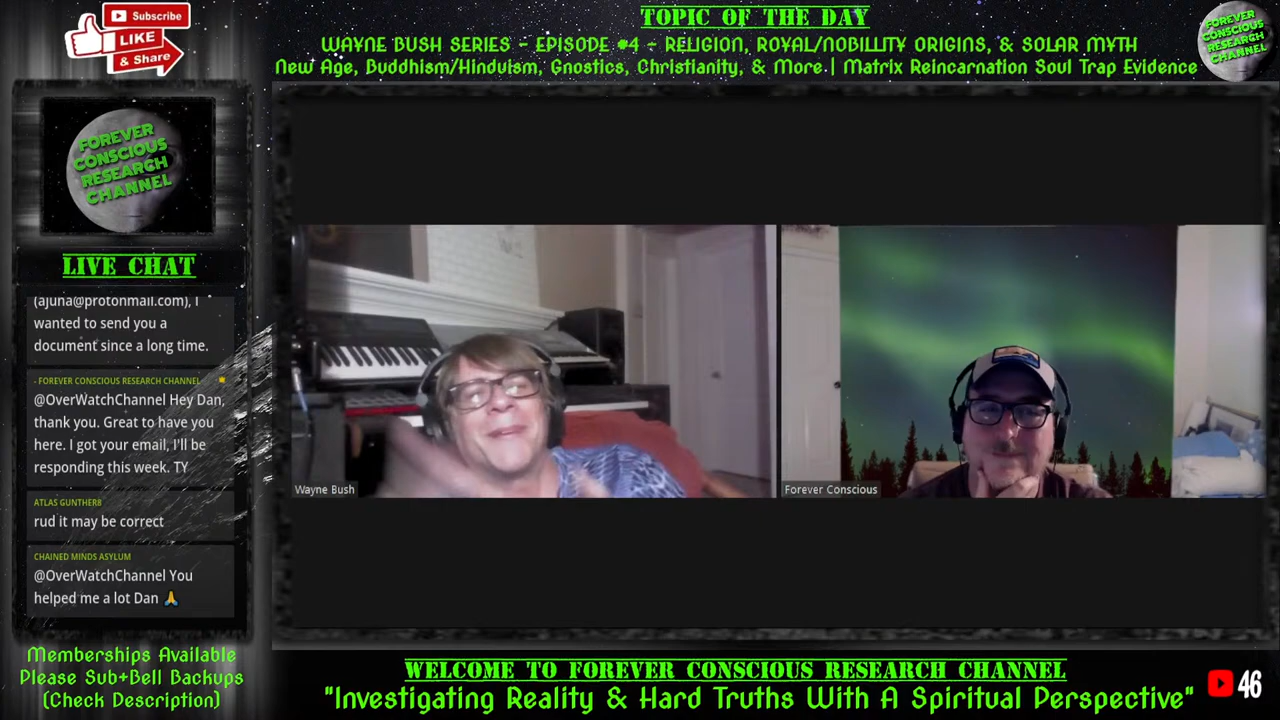 Subscribe
LIKE
& Share
TOPIC OF THE DAY
WAYNE BUSH SERIES - EPISODE #4 - RELIGION, ROYAL/NOBILLITY ORIGINS, & SOLAR MYTH
New Age, Buddhism/Hinduism, Gnostics, Christianity, & More | Matrix Reincarnation Soul Trap Evidence
FOREVER
CONSCIOUS
RESEARCH
CHANNEL
FOREVER
CONSCIOUS
RESEARCH
CHANNEL
LIVE CHAT
(ajuna@protonmail.com), I
wanted to send you a
document since a long time.
- FOREVER CONSCIOUS RESEARCH CHANNEL
@OverWatchChannel Hey Dan,
thank you. Great to have you
here. I got your email, I'll be
responding this week. TY
ATLAS GUNTHER8
rud it may be correct
CHAINED MINDS ASYLUM
@OverWatchChannel You
helped me a lot Dan 🙏
Wayne Bush
Forever Conscious
Memberships Available
Please Sub+Bell Backups
(Check Description)
WELCOME TO FOREVER CONSCIOUS RESEARCH CHANNEL
"Investigating Reality & Hard Truths With A Spiritual Perspective"
46